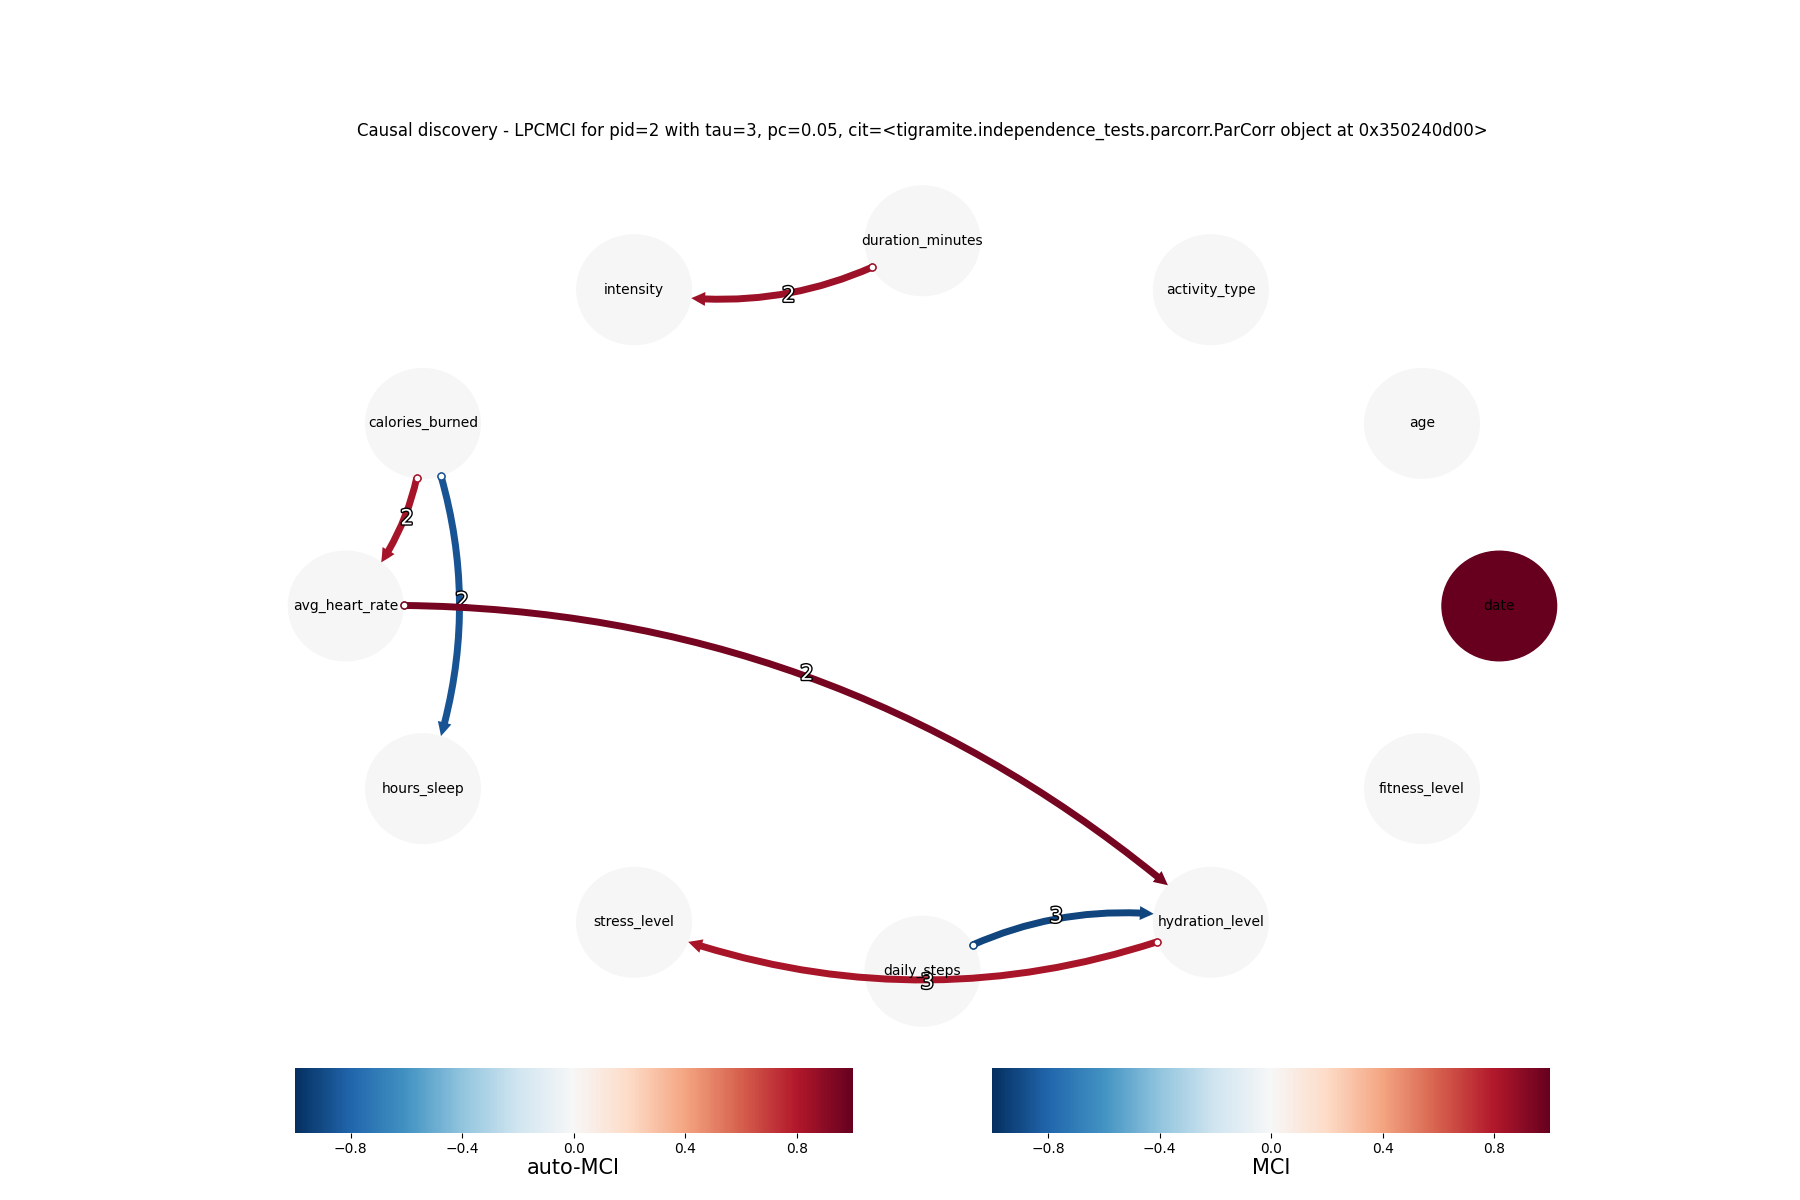 Causal discovery - LPCMCI for pid=2 with tau=3, pc=0.05, cit=<tigramite.independence_tests.parcorr.ParCorr object at 0x350240d00>
duration_minutes
intensity
2
activity_type
calories_burned
age
2
avg_heart_rate
2
date
2
hours_sleep
fitness_level
stress_level
3
hydration_level
daily_steps
3
−0.8 −0.4 0.0 0.4 0.8
auto-MCI
−0.8 −0.4 0.0 0.4 0.8
MCI